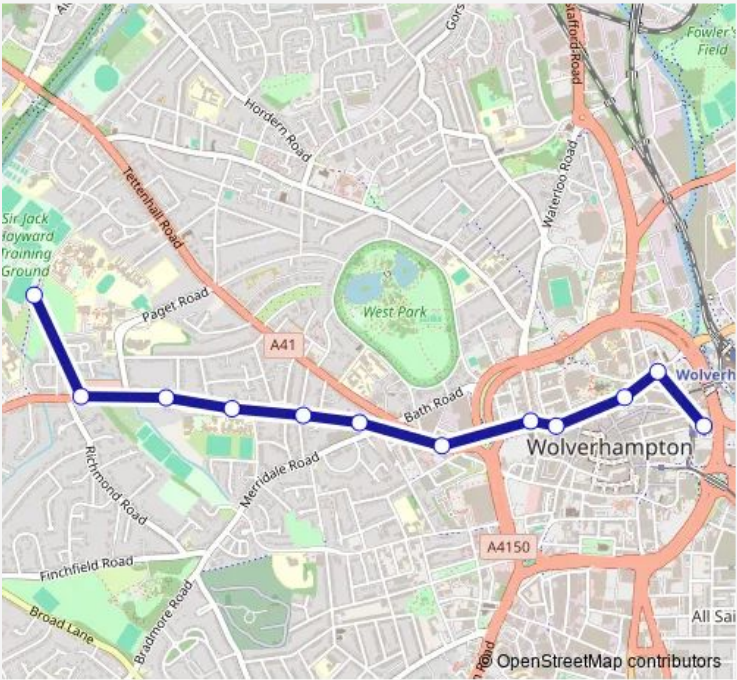 Gors
Stafford Road
Fowler's
Field
Hordern Road
Waterloo Road
Tettenhall Road
Sir Jack
Hayward
Training
Ground
Paget Road
West Park
A41
Wolverh
Bath Road
Wolverhampton
Richmond Road
Merridale Road
A4150
Finchfield Road
Broad Lane
Bradmore Road
All Sai
© OpenStreetMap contributors